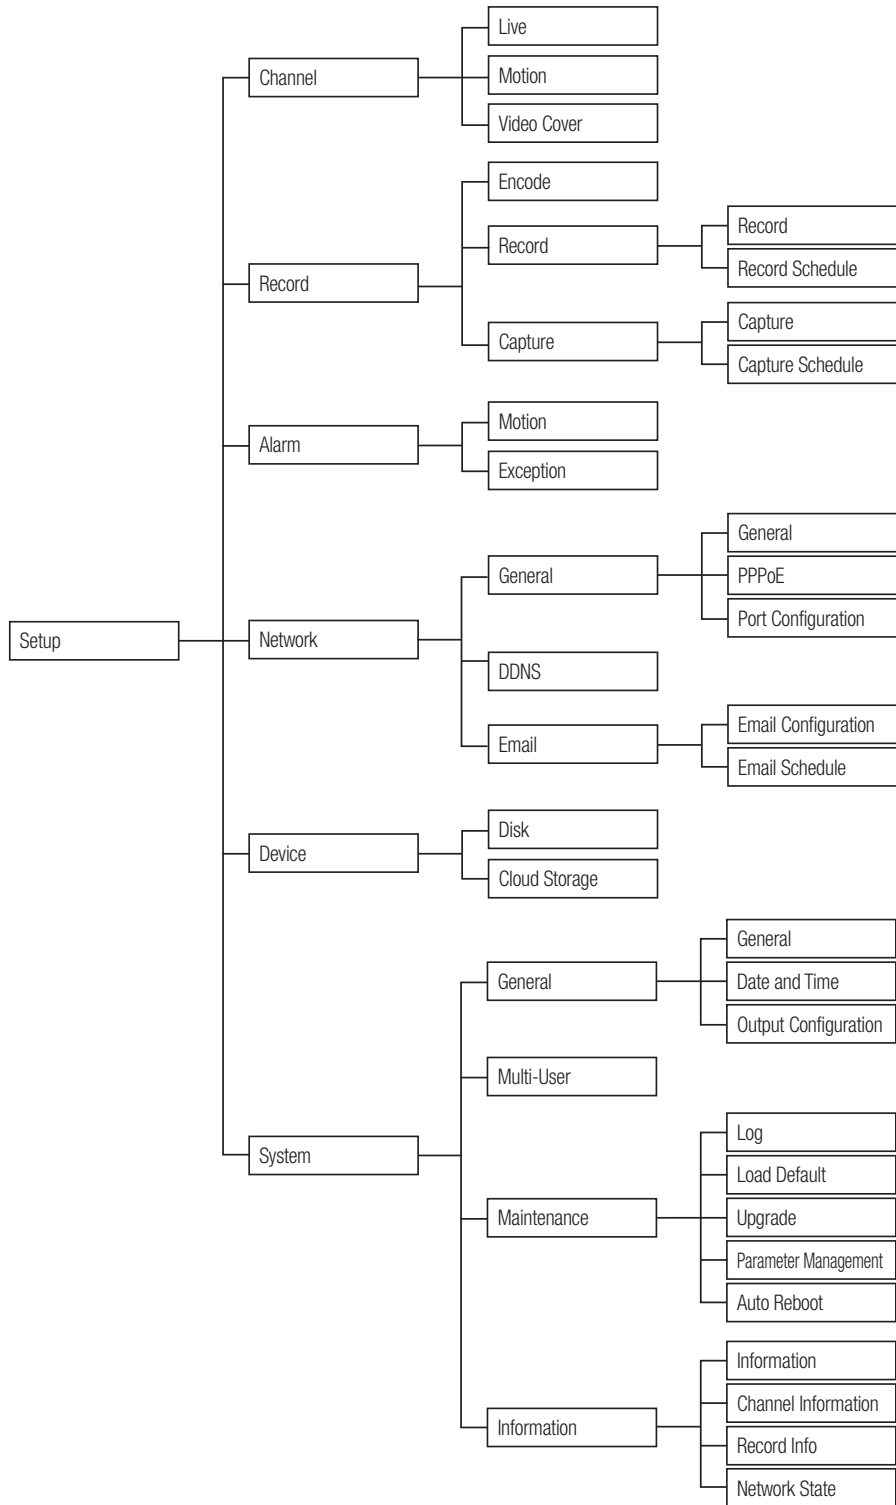 Live
Channel
Motion
Video Cover
Encode
Record
Record
Record Schedule
Record
Capture
Capture
Capture Schedule
Motion
Alarm
Exception
General
General
PPPoE
Port Configuration
Setup
Network
DDNS
Email
Email Configuration
Email Schedule
Disk
Device
Cloud Storage
General
General
Date and Time
Output Configuration
Multi-User
System
Log
Load Default
Maintenance
Upgrade
Parameter Management
Auto Reboot
Information
Information
Channel Information
Record Info
Network State